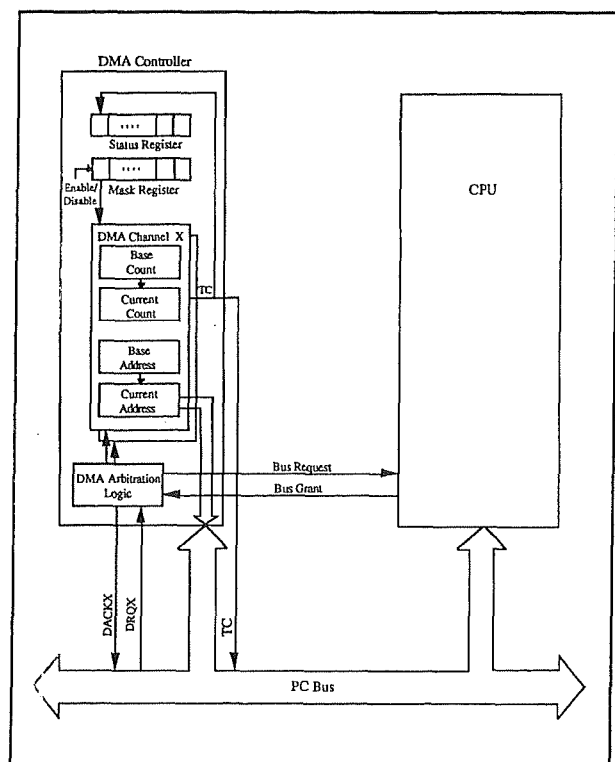 DMA Controller
Status Register
Enable/
Disable
Mask Register
DMA Channel X
Base
Count
TC
Current
Count
Base
Address
Current
Address
DMA Arbitration
Logic
Bus Request
Bus Grant
CPU
DACKX
DRQX
TC
PC Bus